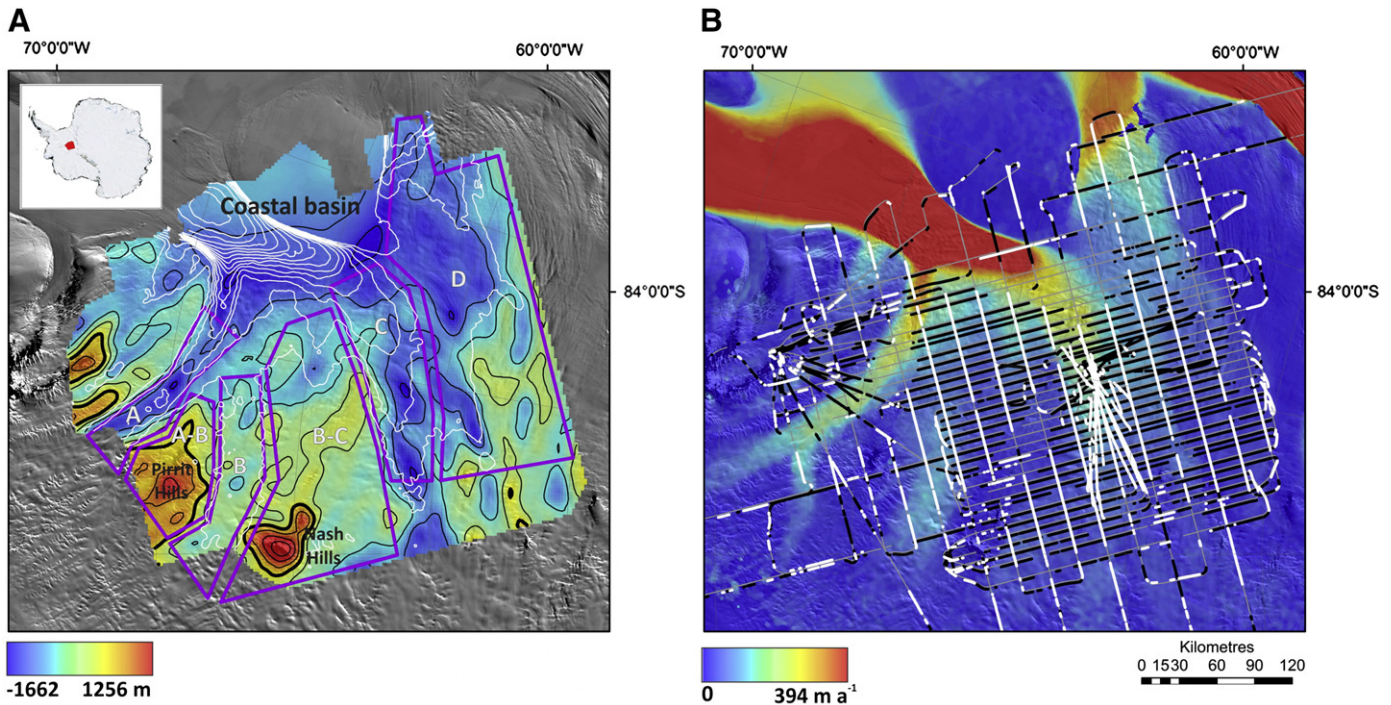 A
B
70°0'0"W
60°0'0"W
70°0'0"W
60°0'0"W
Coastal basin
D
84°0'0"S
84°0'0"S
C
A
A-B
B-C
Pirrit
Hills
B
Nash
Hills
-1662 1256 m
0 394 m a⁻¹
Kilometres
0 15 30 60 90 120